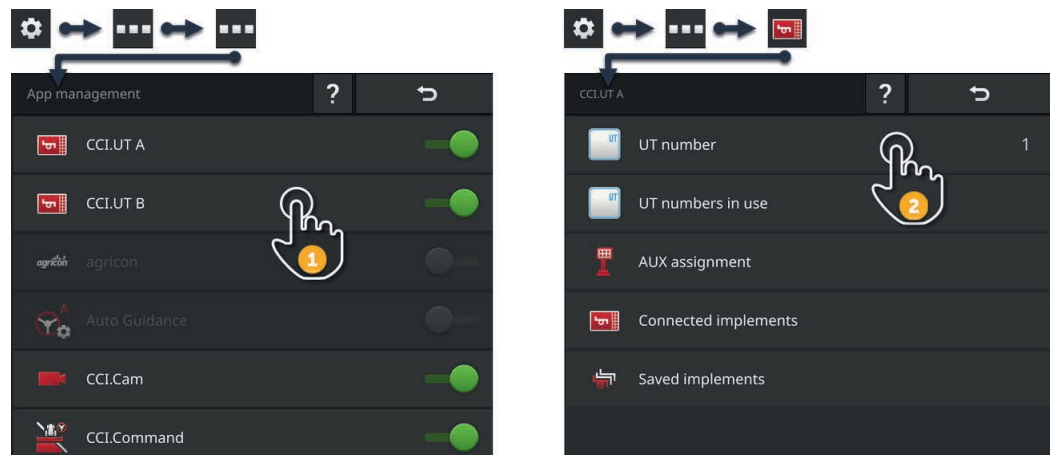 App management
?
CCI.UT A
CCI.UT B
1
agricon agricon
Auto Guidance
CCI.Cam
CCI.Command
CCI.UT A
?
UT UT number 1
2
UT UT numbers in use
AUX assignment
Connected implements
Saved implements